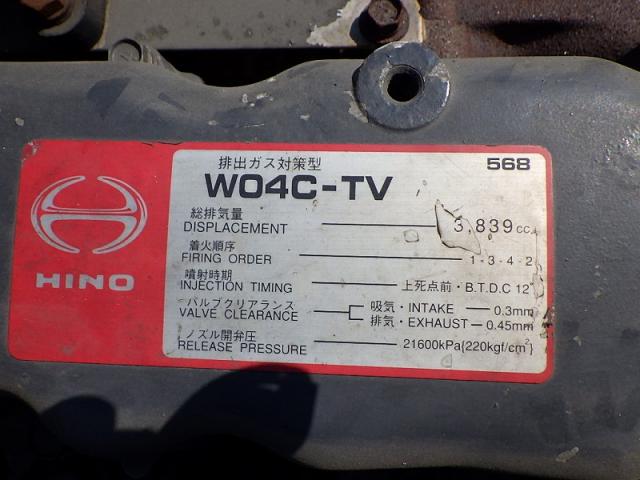 排出ガス対策型 568
W04C-TV
総排気量
DISPLACEMENT 3,839cc
着火順序
FIRING ORDER 1-3-4-2
噴射時期
INJECTION TIMING 上死点前・B.T.D.C 12°
バルブクリアランス 吸気・INTAKE 0.3mm
VALVE CLEARANCE 排気・EXHAUST 0.45mm
ノズル開弁圧
RELEASE PRESSURE 21600kPa{220kgf/cm²}
HINO